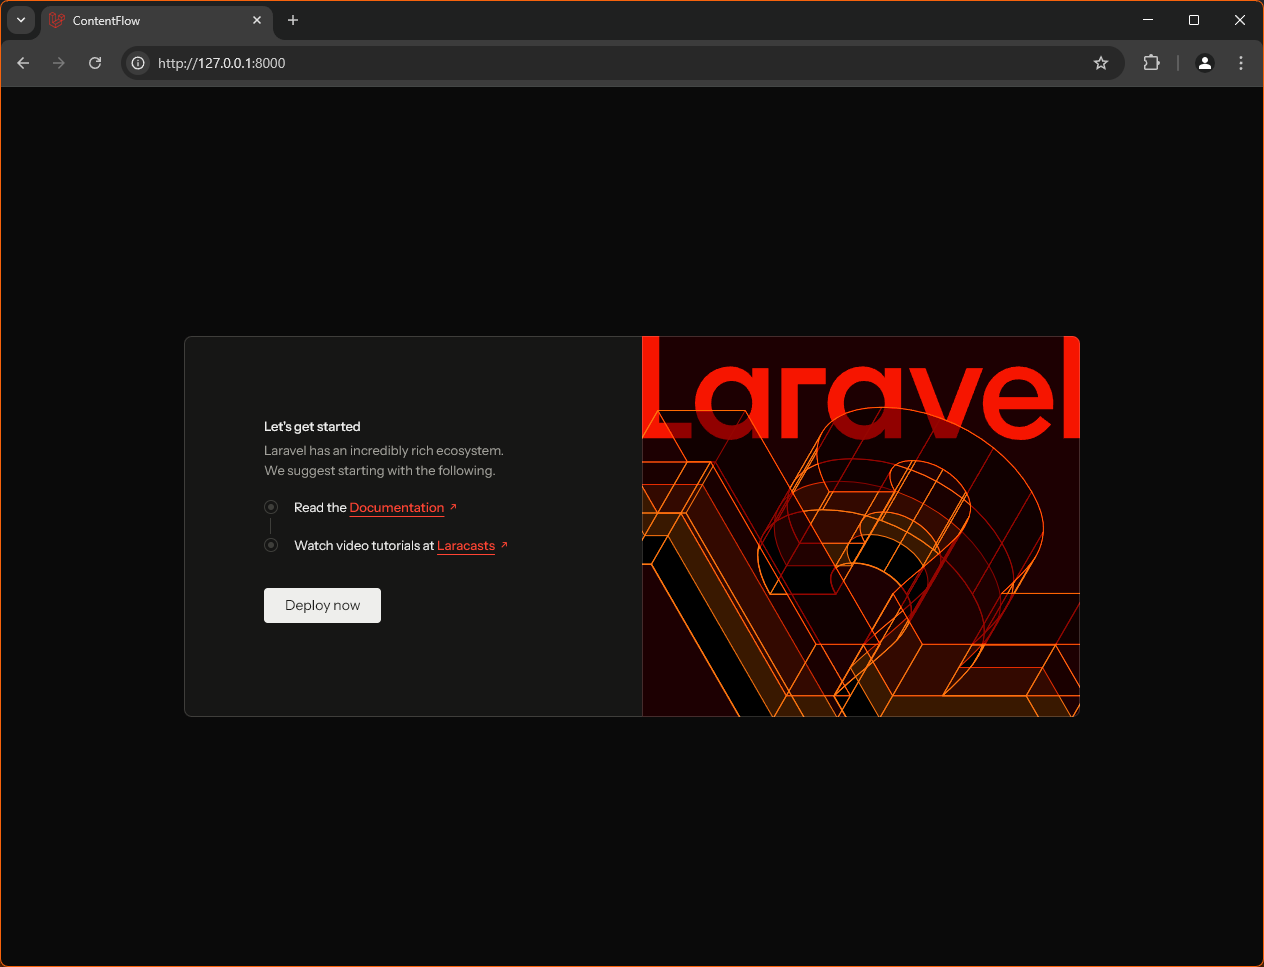 ContentFlow
http://127.0.0.1:8000
Let's get started
Laravel has an incredibly rich ecosystem.
We suggest starting with the following.
Read the Documentation
Watch video tutorials at Laracasts
Deploy now
Laravel